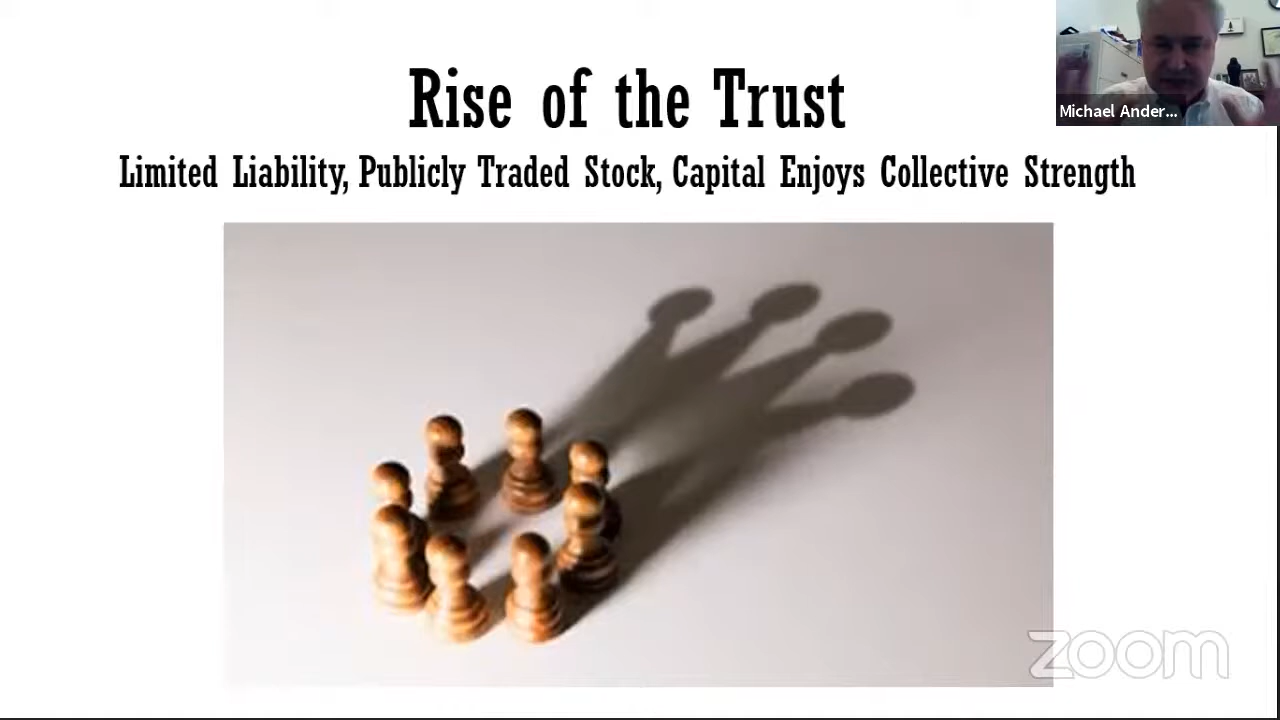 Rise of the Trust
Limited Liability, Publicly Traded Stock, Capital Enjoys Collective Strength
Michael Ander...
zoom